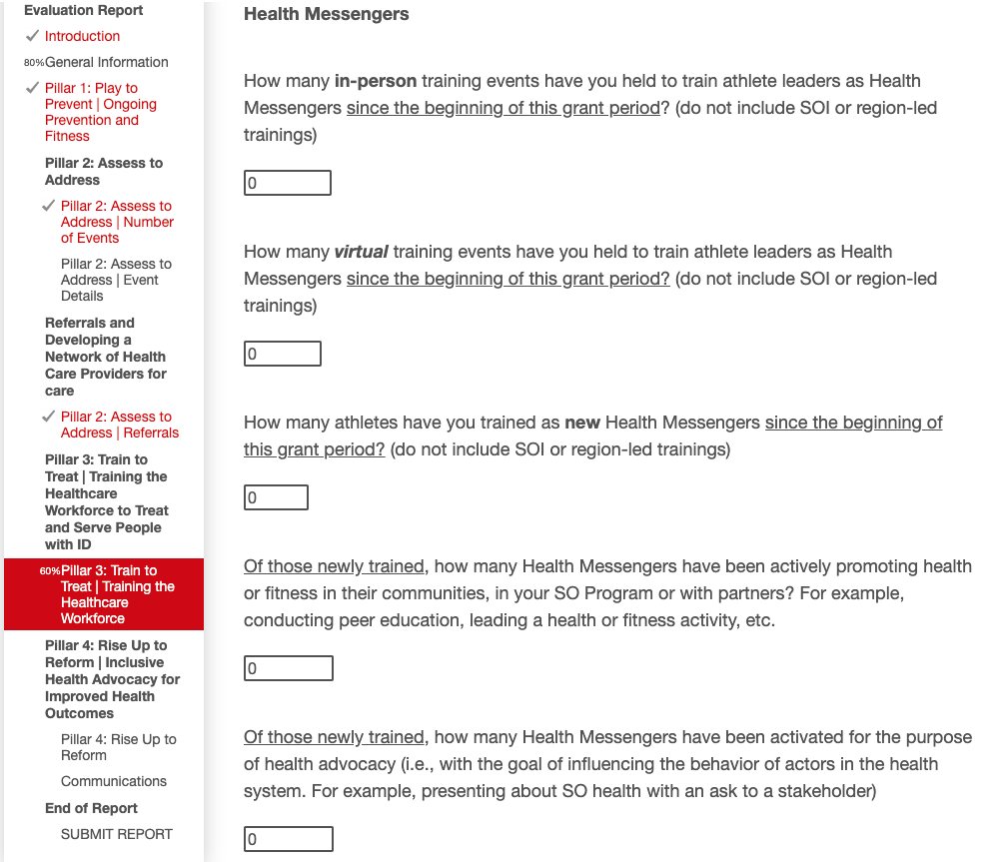 Evaluation Report
Introduction
80%General Information
Pillar 1: Play to
Prevent | Ongoing
Prevention and
Fitness
Pillar 2: Assess to
Address
Pillar 2: Assess to
Address | Number
of Events
Pillar 2: Assess to
Address | Event
Details
Referrals and
Developing a
Network of Health
Care Providers for
care
Pillar 2: Assess to
Address | Referrals
Pillar 3: Train to
Treat | Training the
Healthcare
Workforce to Treat
and Serve People
with ID
60%Pillar 3: Train to
Treat | Training the
Healthcare
Workforce
Pillar 4: Rise Up to
Reform | Inclusive
Health Advocacy for
Improved Health
Outcomes
Pillar 4: Rise Up to
Reform
Communications
End of Report
SUBMIT REPORT
Health Messengers
How many in-person training events have you held to train athlete leaders as Health
Messengers since the beginning of this grant period? (do not include SOI or region-led
trainings)
0
How many virtual training events have you held to train athlete leaders as Health
Messengers since the beginning of this grant period? (do not include SOI or region-led
trainings)
0
How many athletes have you trained as new Health Messengers since the beginning of
this grant period? (do not include SOI or region-led trainings)
0
Of those newly trained, how many Health Messengers have been actively promoting health
or fitness in their communities, in your SO Program or with partners? For example,
conducting peer education, leading a health or fitness activity, etc.
0
Of those newly trained, how many Health Messengers have been activated for the purpose
of health advocacy (i.e., with the goal of influencing the behavior of actors in the health
system. For example, presenting about SO health with an ask to a stakeholder)
0